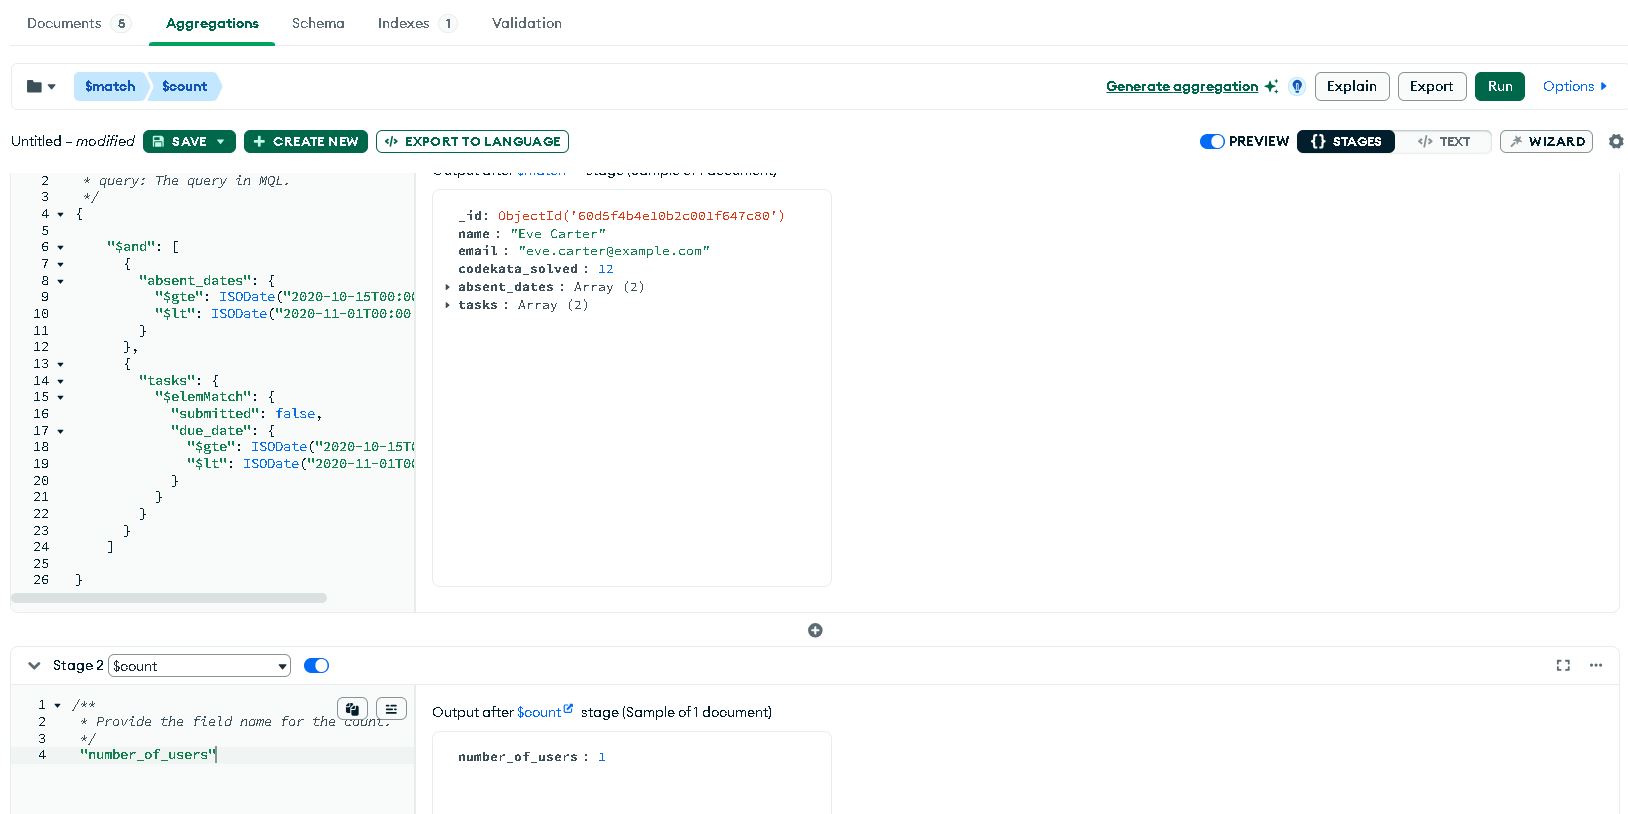 Documents 5 Aggregations Schema Indexes 1 Validation
$match $count Generate aggregation Explain Export Run Options
Untitled – modified SAVE CREATE NEW EXPORT TO LANGUAGE PREVIEW {} STAGES </> TEXT WIZARD
Output after $match stage (Sample of 1 document)
2 * query: The query in MQL.
3 */
4 {
5
6 "$and": [
7 {
8 "absent_dates": {
9 "$gte": ISODate("2020-10-15T00:00
10 "$lt": ISODate("2020-11-01T00:00
11 }
12 },
13 {
14 "tasks": {
15 "$elemMatch": {
16 "submitted": false,
17 "due_date": {
18 "$gte": ISODate("2020-10-15T0
19 "$lt": ISODate("2020-11-01T00
20 }
21 }
22 }
23 }
24 ]
25
26 }
_id: ObjectId('60d5f4b4e10b2c001f647c80')
name : "Eve Carter"
email : "eve.carter@example.com"
codekata_solved : 12
absent_dates : Array (2)
tasks : Array (2)
Stage 2 $count
1 /**
2 * Provide the field name for the count.
3 */
4 "number_of_users"
Output after $count stage (Sample of 1 document)
number_of_users : 1